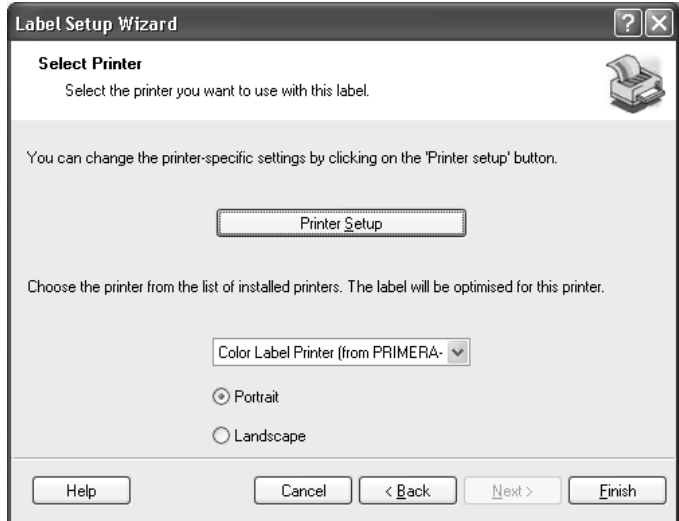 Label Setup Wizard
Select Printer
Select the printer you want to use with this label.
You can change the printer-specific settings by clicking on the 'Printer setup' button.
Printer Setup
Choose the printer from the list of installed printers. The label will be optimised for this printer.
Color Label Printer (from PRIMERA-
Portrait
Landscape
Help Cancel < Back Next > Finish